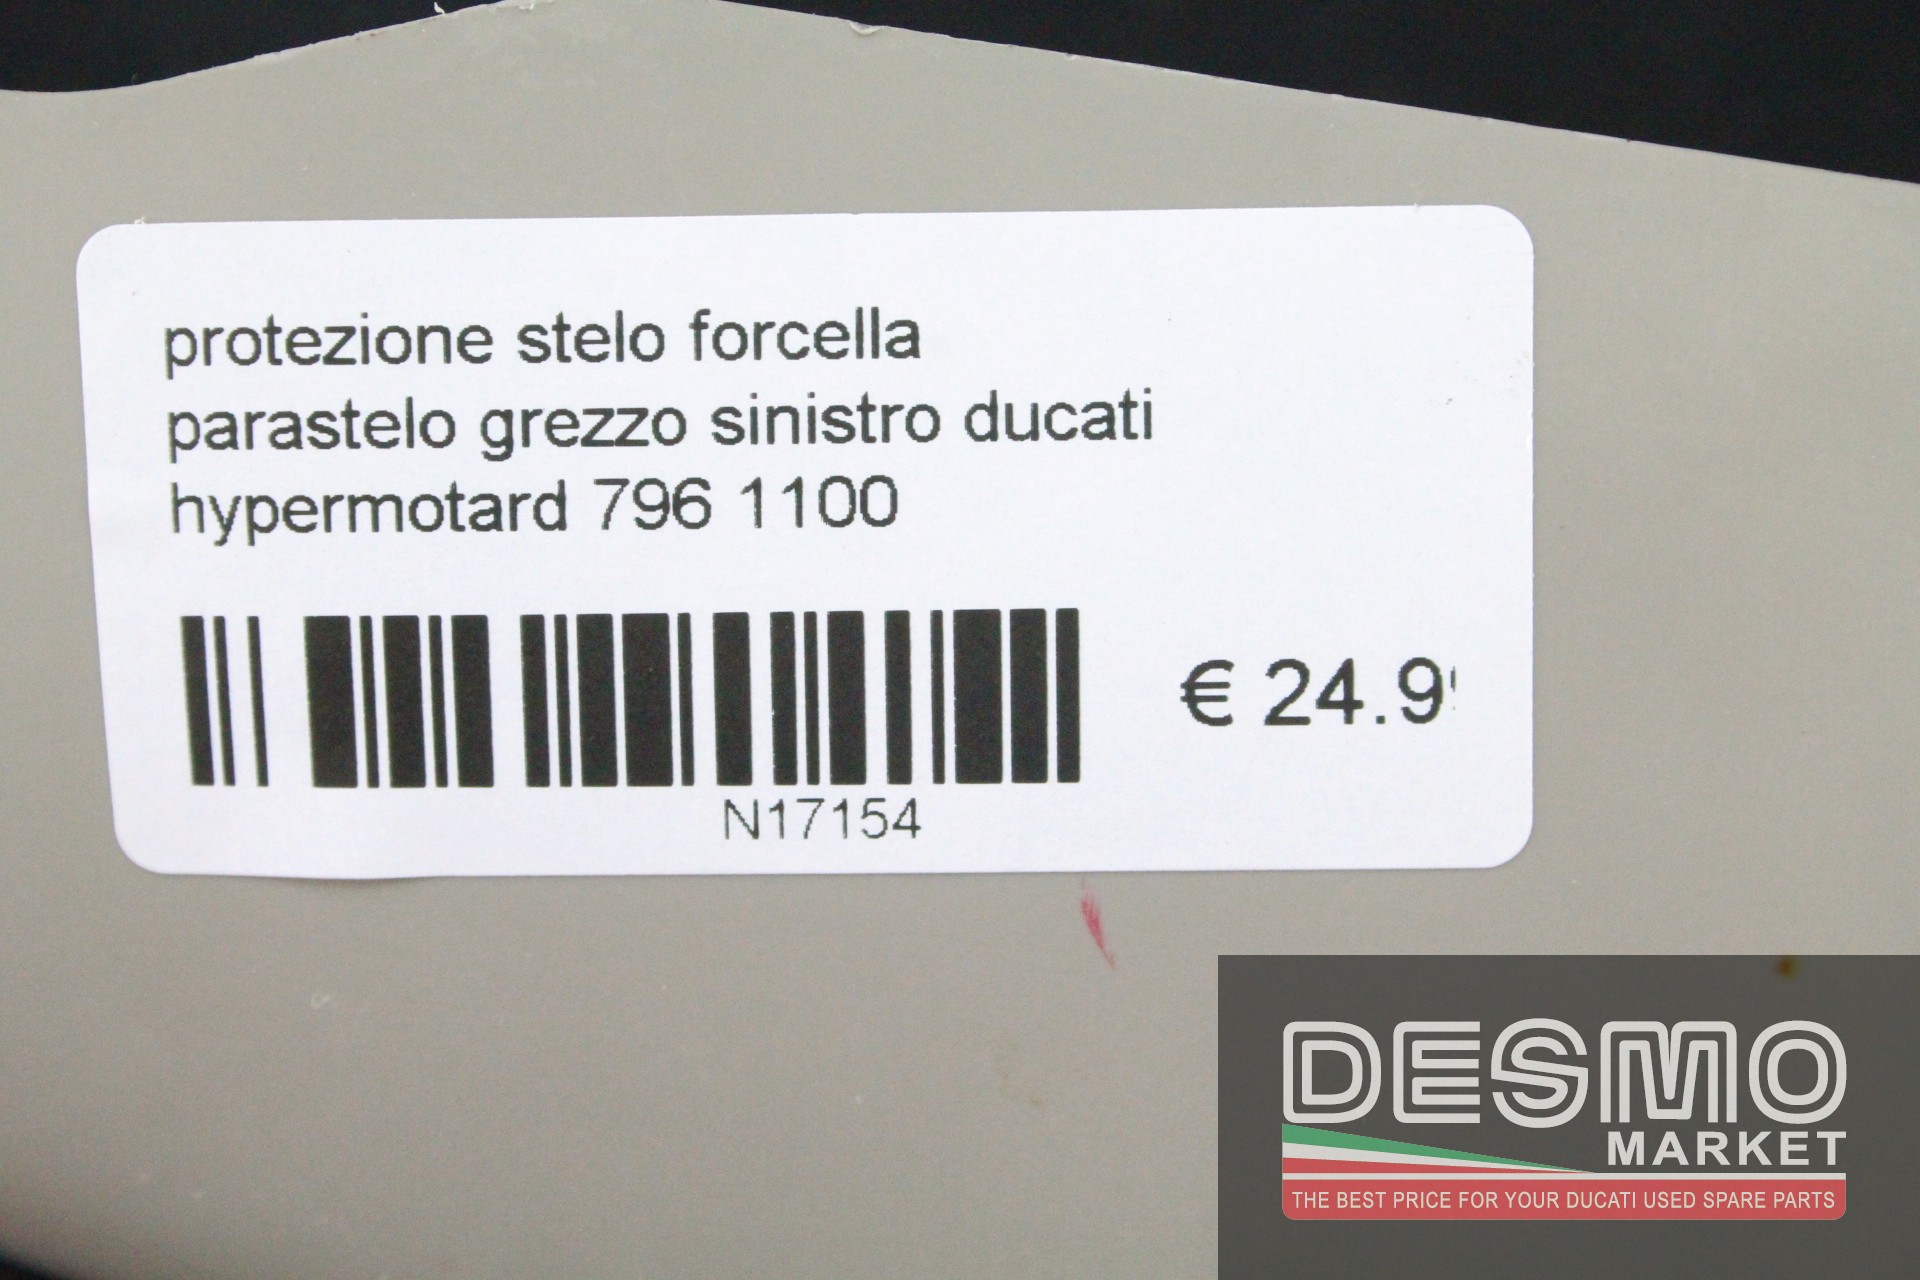 protezione stelo forcella
parastelo grezzo sinistro ducati
hypermotard 796 1100
€ 24.9
N17154
DESMO
MARKET
THE BEST PRICE FOR YOUR DUCATI USED SPARE PARTS